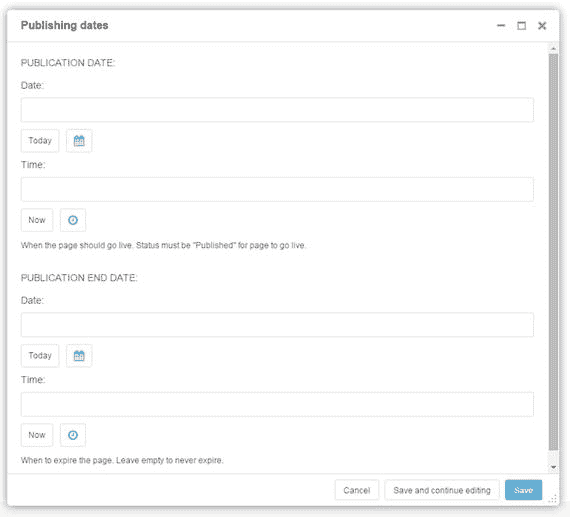 Publishing dates
PUBLICATION DATE:
Date:
Today
Time:
Now
When the page should go live. Status must be "Published" for page to go live.
PUBLICATION END DATE:
Date:
Today
Time:
Now
When to expire the page. Leave empty to never expire.
Cancel Save and continue editing Save